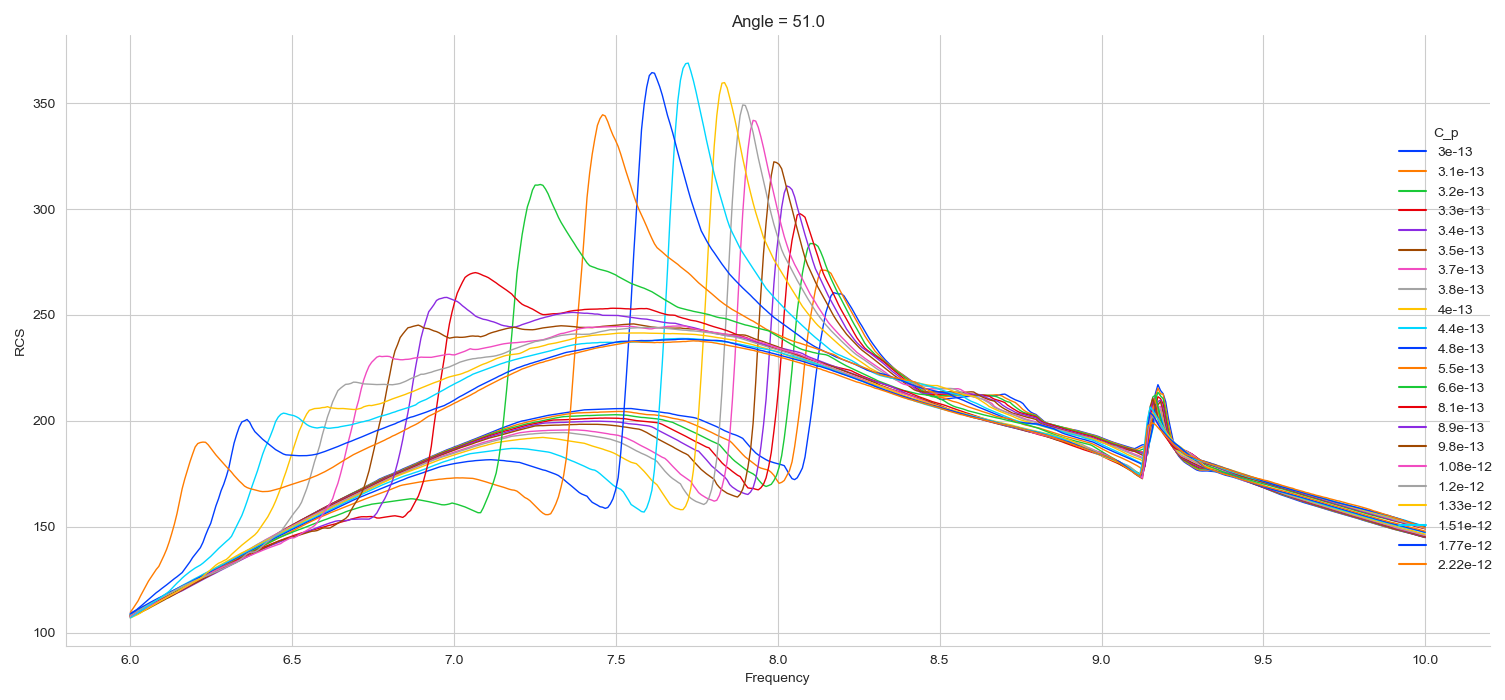 Angle = 51.0
RCS
350
300
250
200
150
100
6.0 6.5 7.0 7.5 8.0 8.5 9.0 9.5 10.0
Frequency
C_p
3e-13
3.1e-13
3.2e-13
3.3e-13
3.4e-13
3.5e-13
3.7e-13
3.8e-13
4e-13
4.4e-13
4.8e-13
5.5e-13
6.6e-13
8.1e-13
8.9e-13
9.8e-13
1.08e-12
1.2e-12
1.33e-12
1.51e-12
1.77e-12
2.22e-12